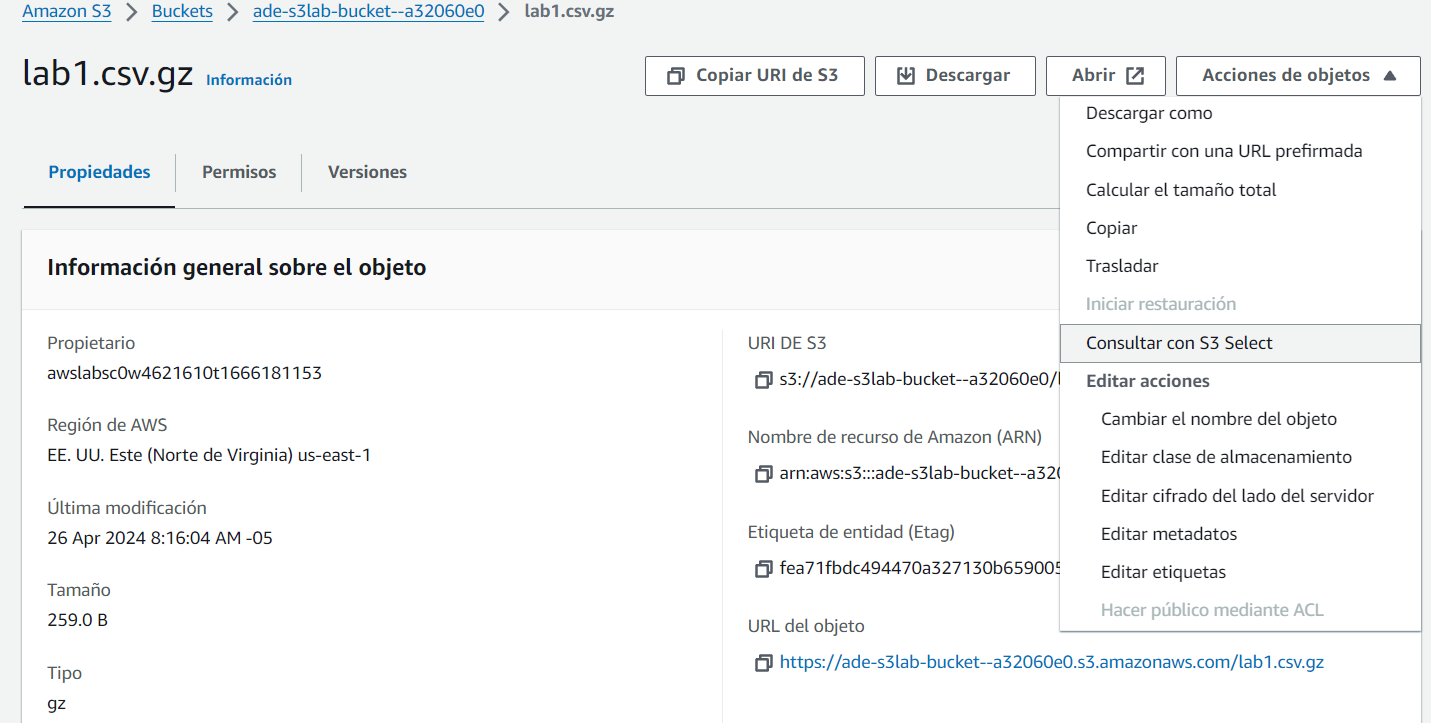 Amazon S3 > Buckets > ade-s3lab-bucket--a32060e0 > lab1.csv.gz
lab1.csv.gz Información
Copiar URI de S3
Descargar
Abrir
Acciones de objetos
Descargar como
Compartir con una URL prefirmada
Calcular el tamaño total
Copiar
Trasladar
Iniciar restauración
Consultar con S3 Select
Editar acciones
Cambiar el nombre del objeto
Editar clase de almacenamiento
Editar cifrado del lado del servidor
Editar metadatos
Editar etiquetas
Hacer público mediante ACL
Propiedades
Permisos
Versiones
Información general sobre el objeto
Propietario
awslabsc0w4621610t1666181153
Región de AWS
EE. UU. Este (Norte de Virginia) us-east-1
Última modificación
26 Apr 2024 8:16:04 AM -05
Tamaño
259.0 B
Tipo
gz
URI DE S3
s3://ade-s3lab-bucket--a32060e0/
Nombre de recurso de Amazon (ARN)
arn:aws:s3:::ade-s3lab-bucket--a320
Etiqueta de entidad (Etag)
fea71fbdc494470a327130b659005
URL del objeto
https://ade-s3lab-bucket--a32060e0.s3.amazonaws.com/lab1.csv.gz